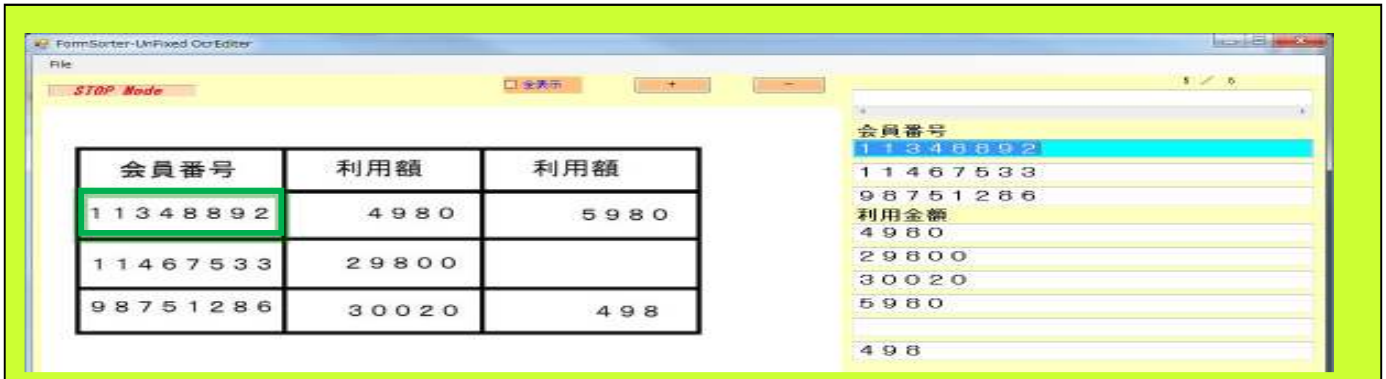 FormSorter-UnFixed OcrEditer
File
STOP Mode
全表示
+
-
5 / 6
会員番号 利用額 利用額
11348892 4980 5980
11467533 29800
98751286 30020 498
会員番号
11348892
11467533
98751286
利用金額
4980
29800
30020
5980
498